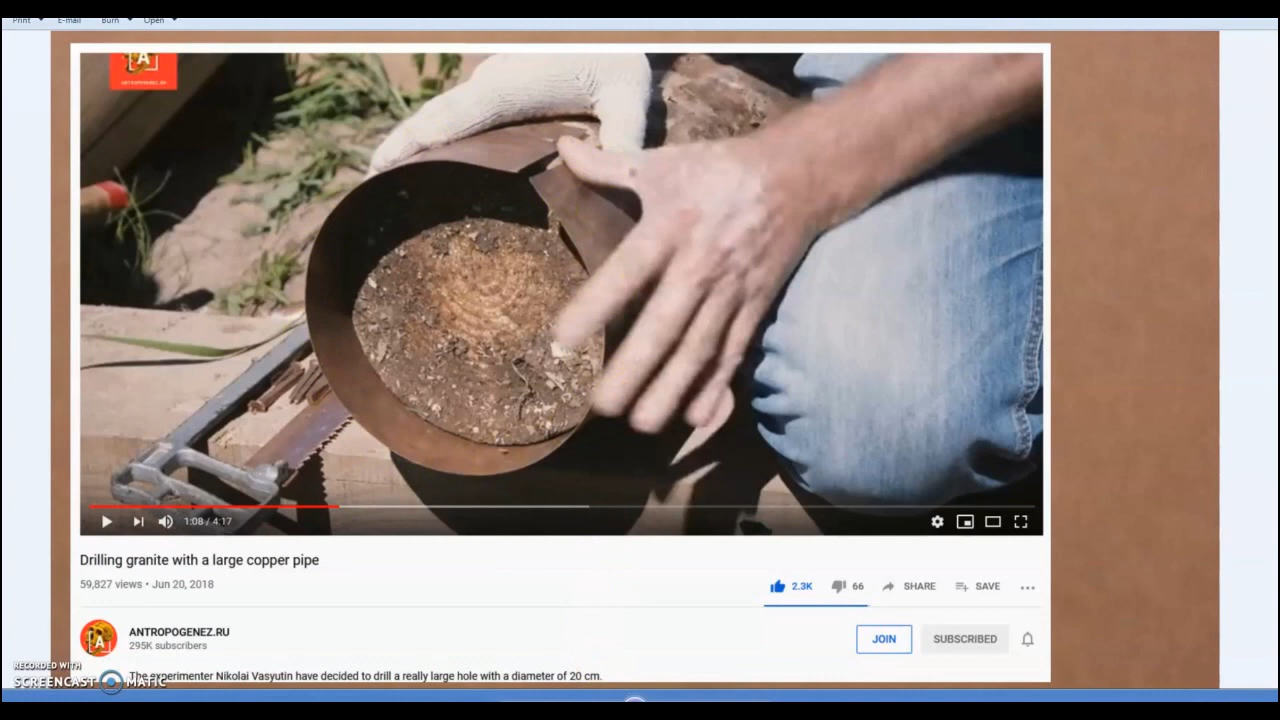 Print E-mail Burn Open
A
ANTROPOGENEZ.RU
1:08 / 4:17
Drilling granite with a large copper pipe
59,827 views • Jun 20, 2018
2.3K 66 SHARE SAVE
ANTROPOGENEZ.RU
295K subscribers
JOIN SUBSCRIBED
The experimenter Nikolai Vasyutin have decided to drill a really large hole with a diameter of 20 cm.
RECORDED WITH
SCREENCAST MATIC